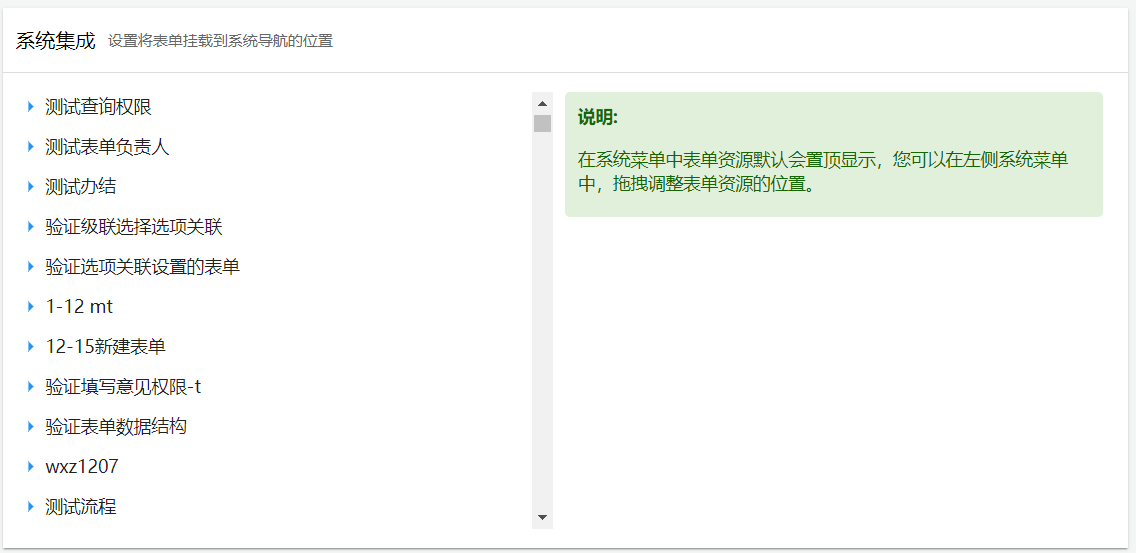 系统集成 设置将表单挂载到系统导航的位置
测试查询权限
测试表单负责人
测试办结
验证级联选择选项关联
验证选项关联设置的表单
1-12 mt
12-15新建表单
验证填写意见权限-t
验证表单数据结构
wxz1207
测试流程
说明:
在系统菜单中表单资源默认会置顶显示，您可以在左侧系统菜单
中，拖拽调整表单资源的位置。